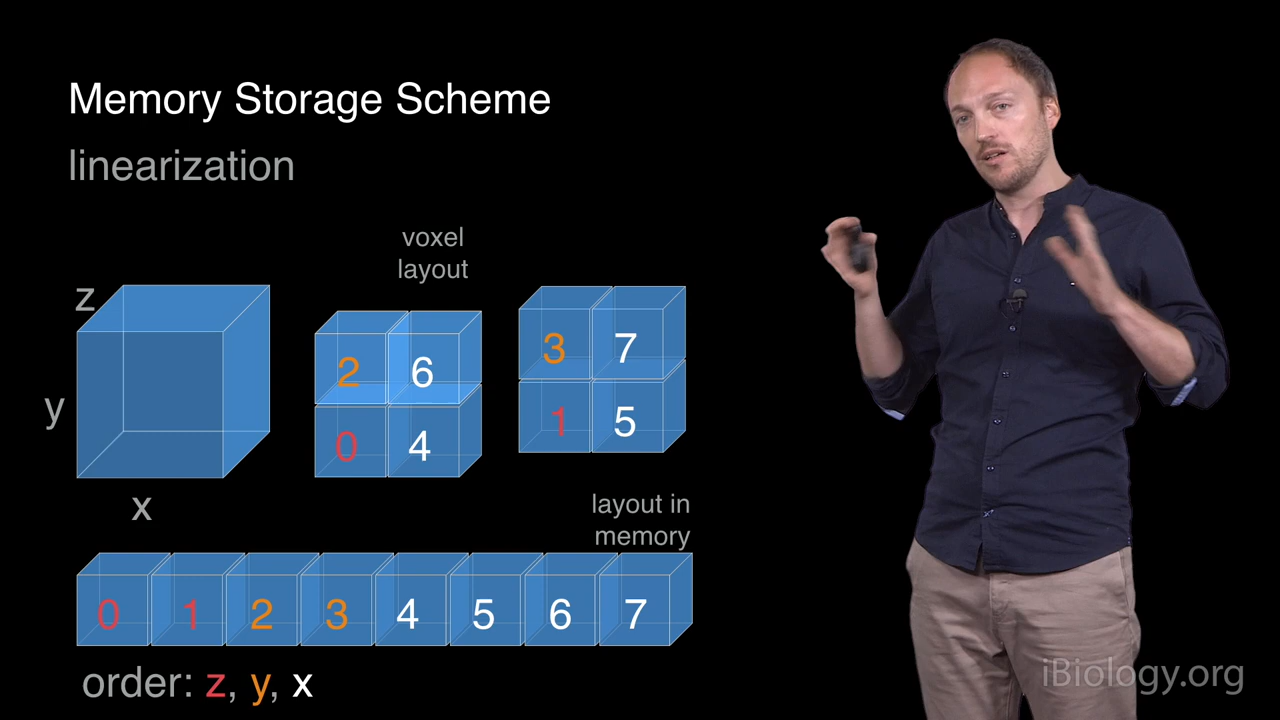 Memory Storage Scheme
linearization
voxel
layout
z
y
x
2 6
0 4
3 7
1 5
layout in
memory
0 1 2 3 4 5 6 7
order: z, y, x
iBiology.org